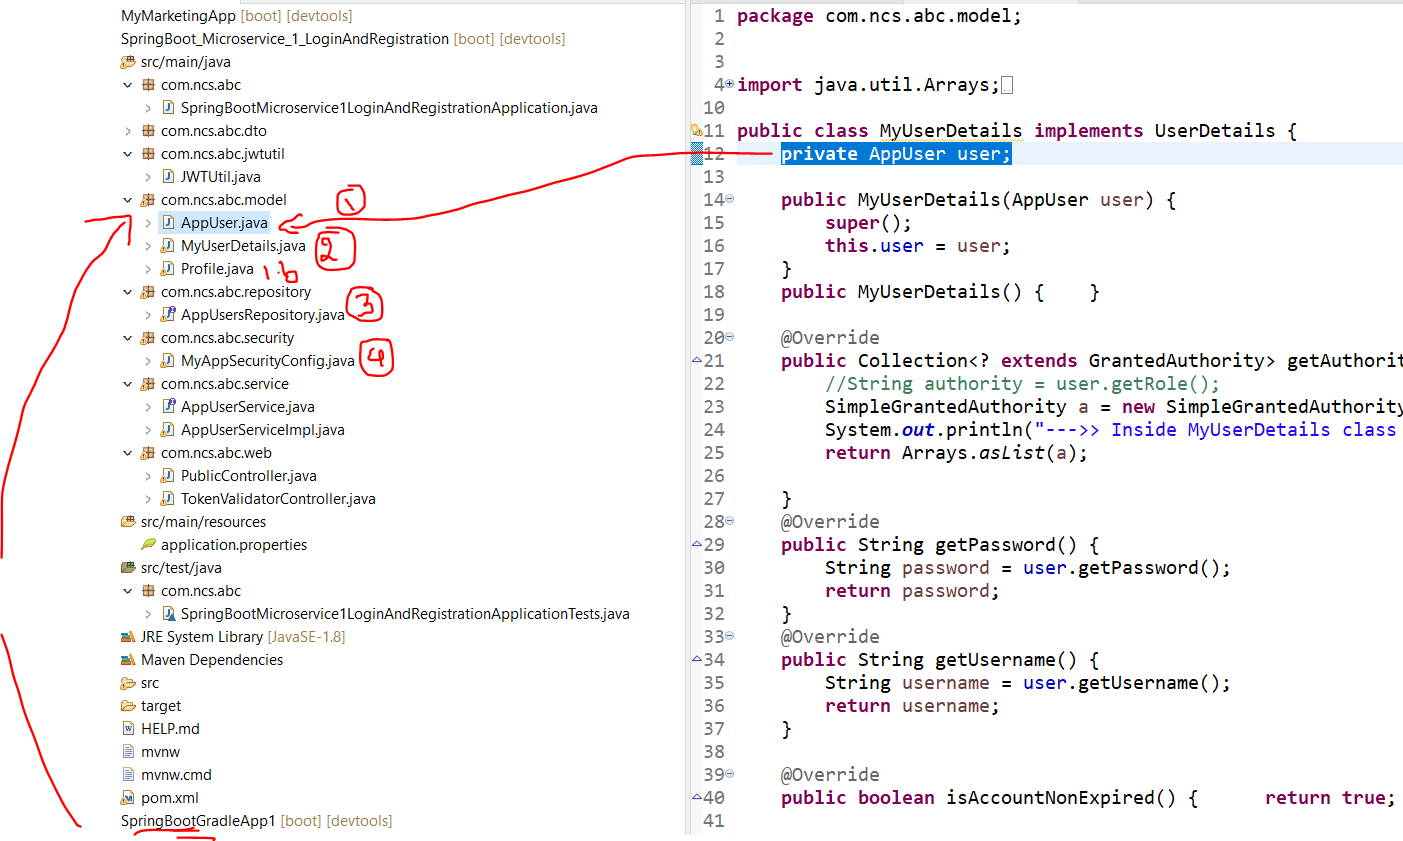 MyMarketingApp [boot] [devtools]
SpringBoot_Microservice_1_LoginAndRegistration [boot] [devtools]
src/main/java
com.ncs.abc
SpringBootMicroservice1LoginAndRegistrationApplication.java
com.ncs.abc.dto
com.ncs.abc.jwtutil
JWTUtil.java
com.ncs.abc.model
1
AppUser.java
MyUserDetails.java
2
Profile.java
1.b
com.ncs.abc.repository
AppUsersRepository.java
3
com.ncs.abc.security
MyAppSecurityConfig.java
4
com.ncs.abc.service
AppUserService.java
AppUserServiceImpl.java
com.ncs.abc.web
PublicController.java
TokenValidatorController.java
src/main/resources
application.properties
src/test/java
com.ncs.abc
SpringBootMicroservice1LoginAndRegistrationApplicationTests.java
JRE System Library [JavaSE-1.8]
Maven Dependencies
src
target
HELP.md
mvnw
mvnw.cmd
pom.xml
SpringBootGradleApp1 [boot] [devtools]
1 package com.ncs.abc.model;
2
3
4 import java.util.Arrays;
10
11 public class MyUserDetails implements UserDetails {
12 private AppUser user;
13
14 public MyUserDetails(AppUser user) {
15 super();
16 this.user = user;
17 }
18 public MyUserDetails() { }
19
20 @Override
21 public Collection<? extends GrantedAuthority> getAuthorit
22 //String authority = user.getRole();
23 SimpleGrantedAuthority a = new SimpleGrantedAuthority
24 System.out.println("--->> Inside MyUserDetails class
25 return Arrays.asList(a);
26
27 }
28 @Override
29 public String getPassword() {
30 String password = user.getPassword();
31 return password;
32 }
33 @Override
34 public String getUsername() {
35 String username = user.getUsername();
36 return username;
37 }
38
39 @Override
40 public boolean isAccountNonExpired() { return true;
41